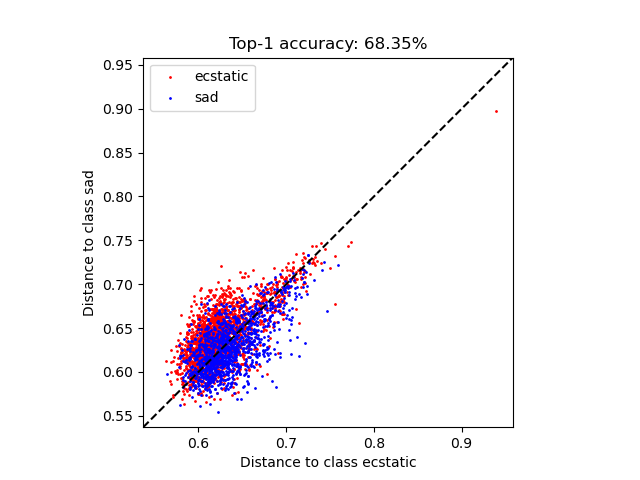 Top-1 accuracy: 68.35%
ecstatic
sad
0.95
0.90
0.85
0.80
0.75
0.70
0.65
0.60
0.55
Distance to class sad
0.6 0.7 0.8 0.9
Distance to class ecstatic